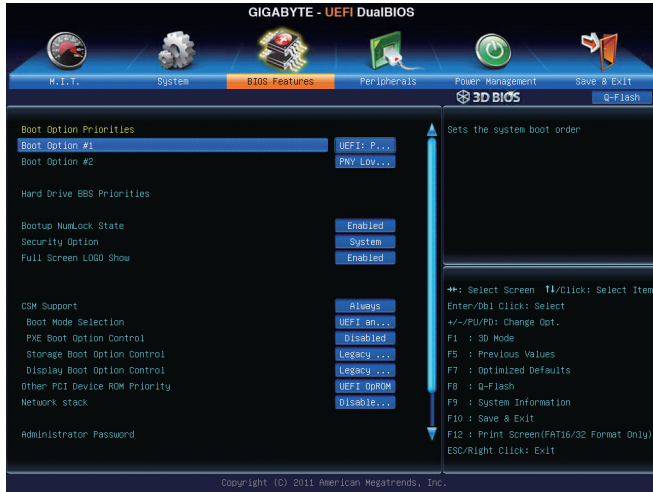 GIGABYTE - UEFI DualBIOS
M.I.T. System BIOS Features Peripherals Power Management Save & Exit
3D BIOS Q-Flash
Boot Option Priorities
Boot Option #1 UEFI: P...
Boot Option #2 PNY Lov...
Hard Drive BBS Priorities
Bootup NumLock State Enabled
Security Option System
Full Screen LOGO Show Enabled
CSM Support Always
Boot Mode Selection UEFI an...
PXE Boot Option Control Disabled
Storage Boot Option Control Legacy ...
Display Boot Option Control Legacy ...
Other PCI Device ROM Priority UEFI OpROM
Network stack Disable...
Administrator Password
Sets the system boot order
→←: Select Screen ↑↓/Click: Select Item
Enter/Dbl Click: Select
+/-/PU/PD: Change Opt.
F1 : 3D Mode
F5 : Previous Values
F7 : Optimized Defaults
F8 : Q-Flash
F9 : System Information
F10 : Save & Exit
F12 : Print Screen(FAT16/32 Format Only)
ESC/Right Click: Exit
Copyright (C) 2011 American Megatrends, Inc.